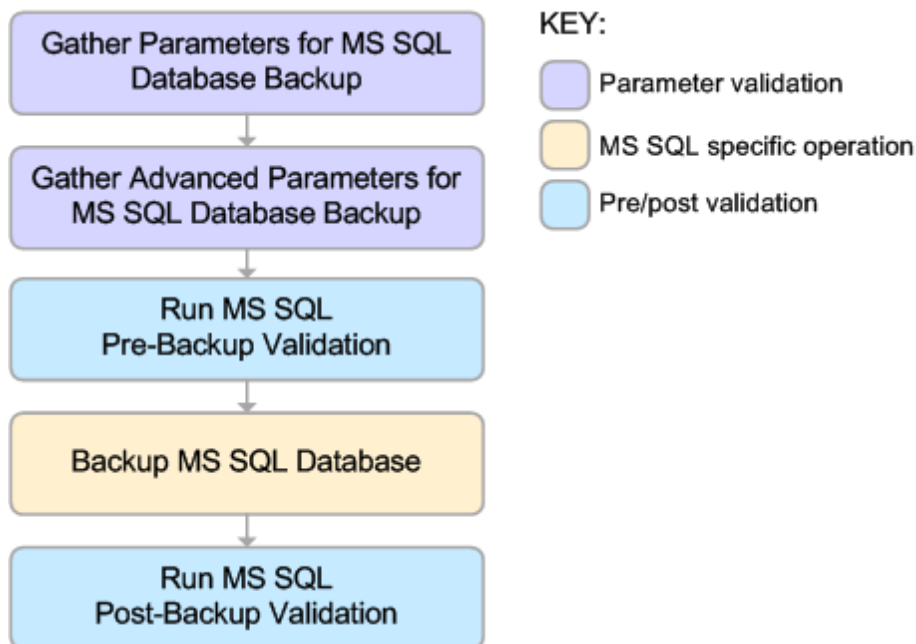 Gather Parameters for MS SQL
Database Backup
Gather Advanced Parameters for
MS SQL Database Backup
Run MS SQL
Pre-Backup Validation
Backup MS SQL Database
Run MS SQL
Post-Backup Validation
KEY:
Parameter validation
MS SQL specific operation
Pre/post validation